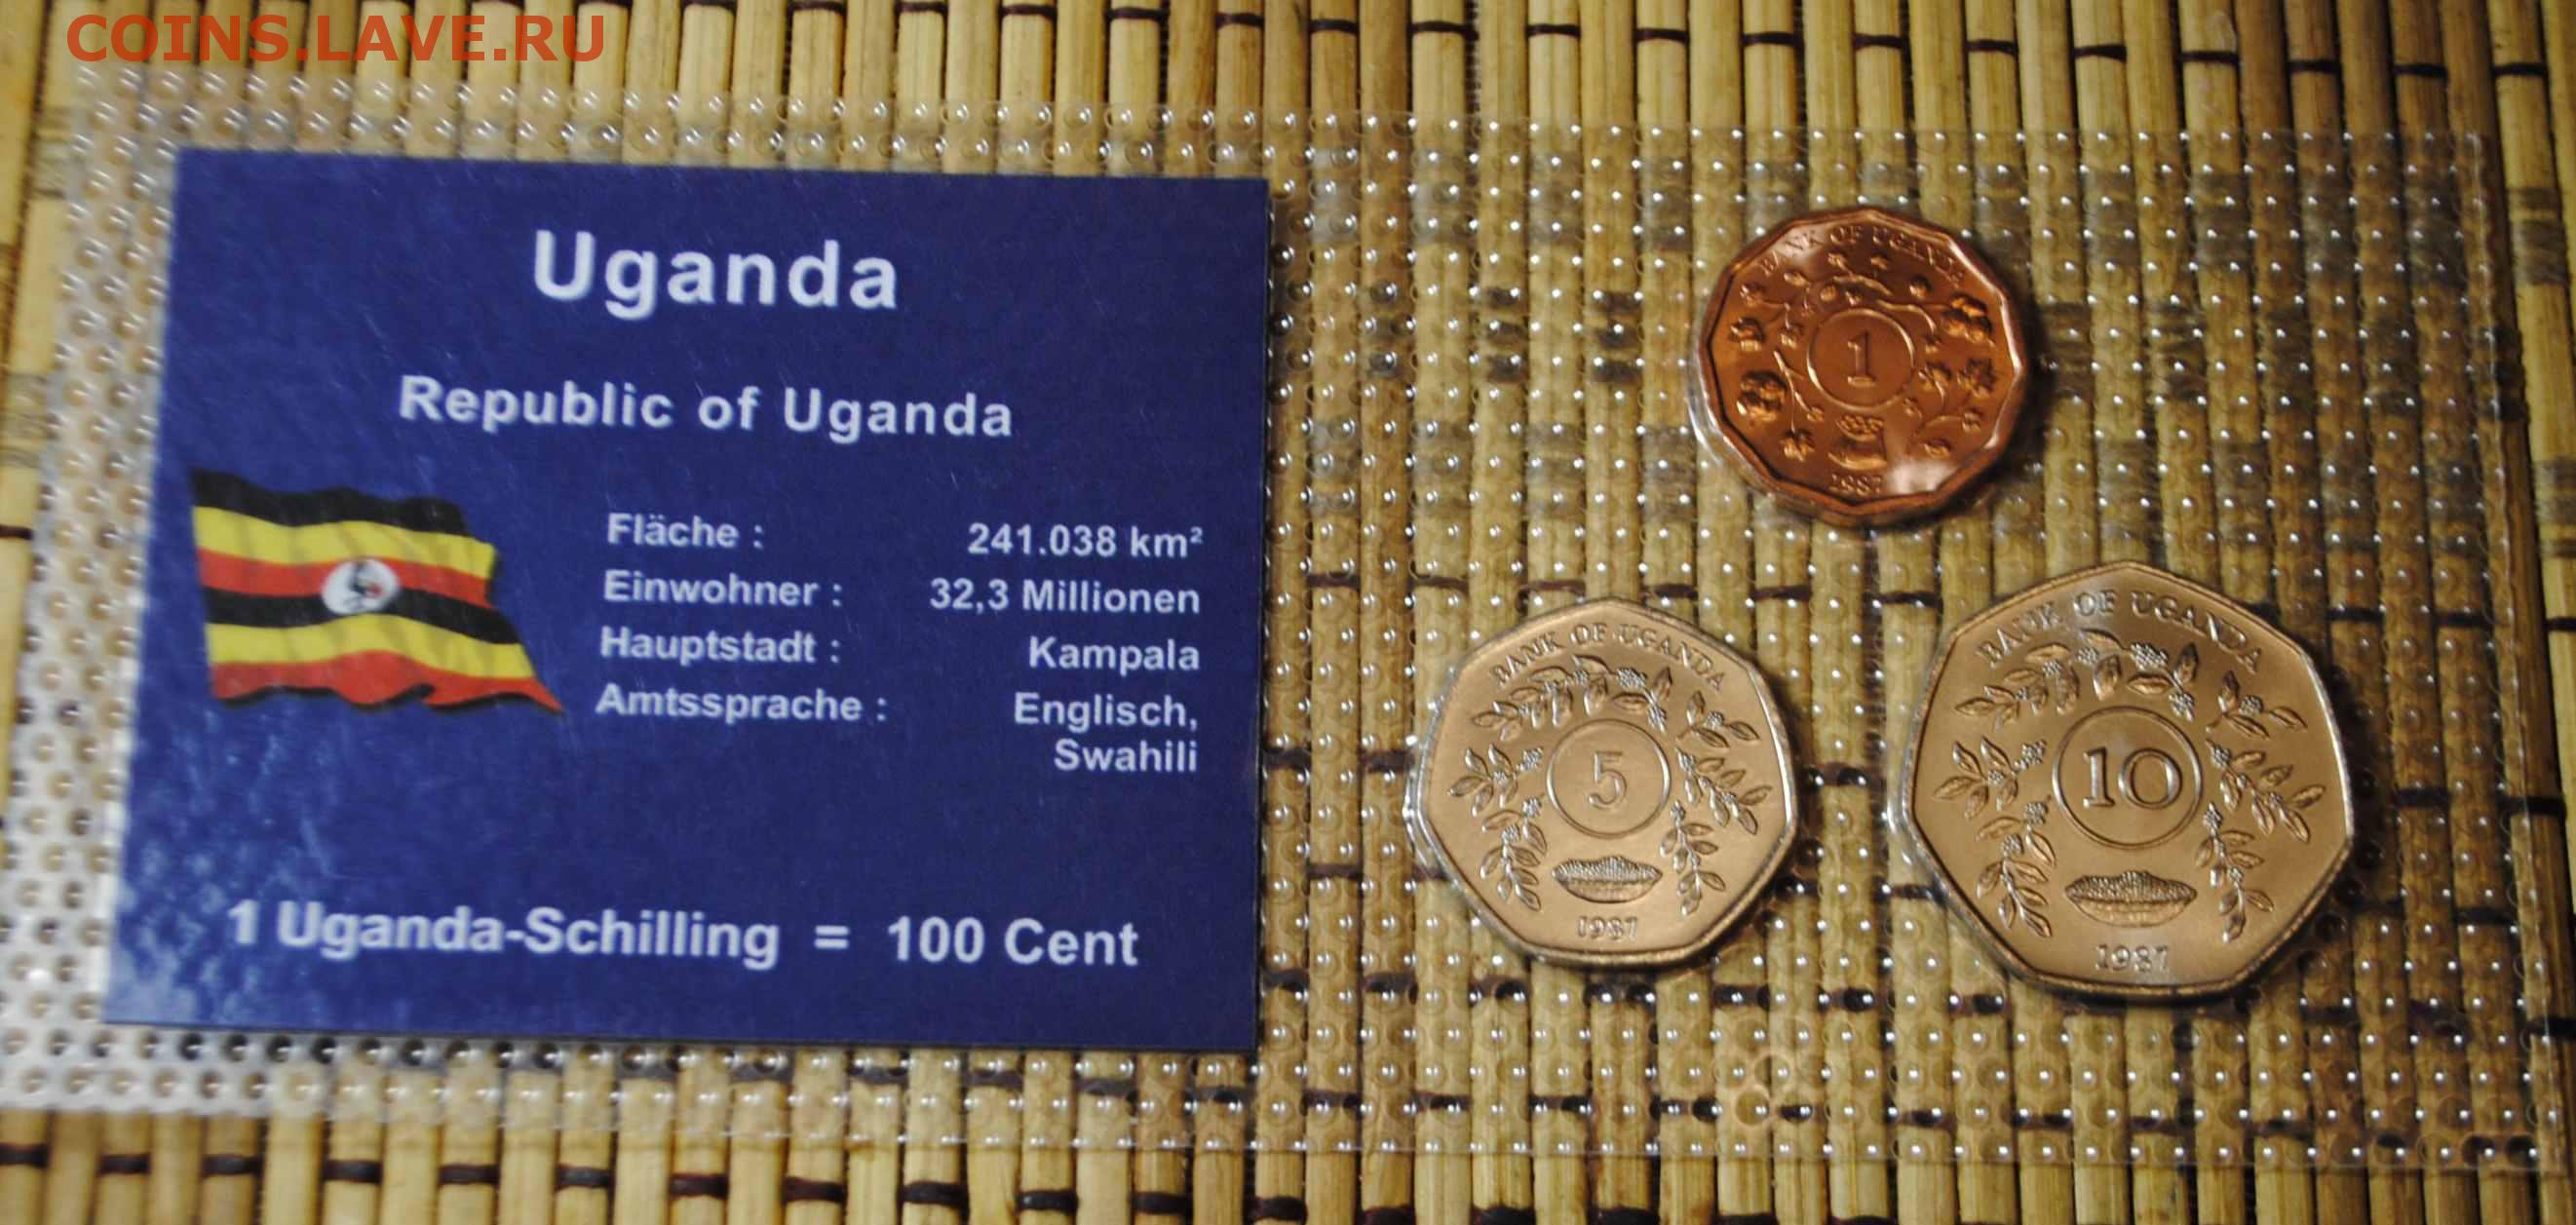 COINS.LAVE.RU
Uganda
Republic of Uganda
Fläche : 241.038 km²
Einwohner : 32,3 Millionen
Hauptstadt : Kampala
Amtssprache : Englisch,
Swahili
1 Uganda-Schilling = 100 Cent
BANK OF UGANDA
1
1987
BANK OF UGANDA
5
1987
BANK OF UGANDA
10
1987